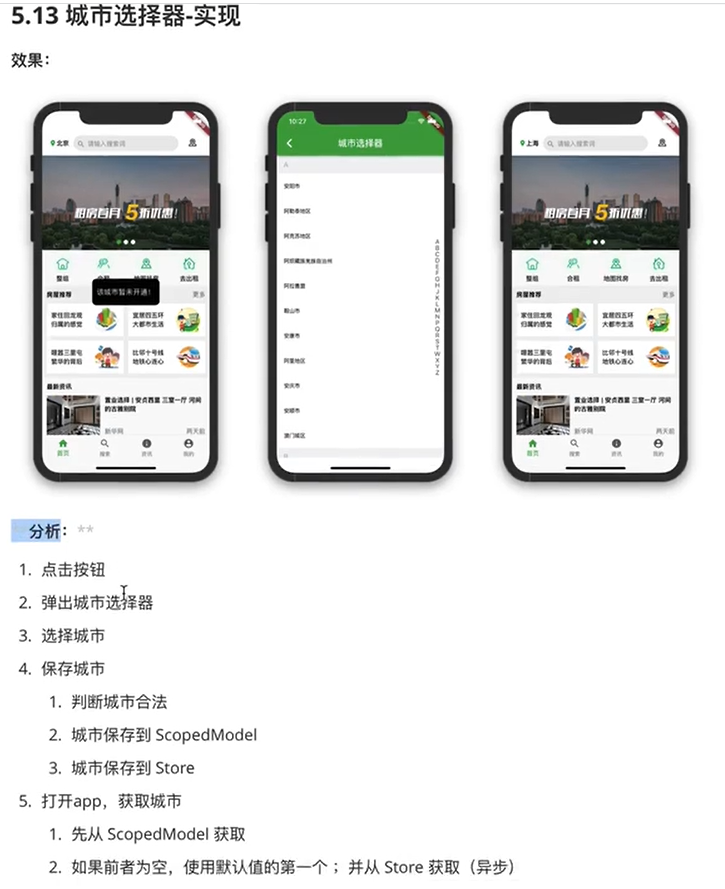 5.13 城市选择器-实现
效果：
北京
请输入搜索词
租房首月 5折优惠！
整租
去出租
该城市暂未开通！
房屋推荐
更多
家住回龙观
归属的感觉
宜居四五环
大都市生活
喧嚣三里屯
繁华的背后
比邻十号线
地铁心连心
最新资讯
置业选择 | 安贞西里 三室一厅 河间
的古雅别院
新华网
两天前
首页
搜索
资讯
我的
10:27
城市选择器
A
安阳市
阿勒泰地区
阿克苏地区
阿坝藏族羌族自治州
阿拉善盟
鞍山市
安康市
阿里地区
安庆市
安顺市
澳门城区
A
B
C
D
E
F
G
H
J
K
L
M
N
P
Q
R
S
T
W
X
Y
Z
上海
请输入搜索词
租房首月 5折优惠！
整租
合租
地图找房
去出租
房屋推荐
更多
家住回龙观
归属的感觉
宜居四五环
大都市生活
喧嚣三里屯
繁华的背后
比邻十号线
地铁心连心
最新资讯
置业选择 | 安贞西里 三室一厅 河间
的古雅别院
新华网
两天前
首页
搜索
资讯
我的
分析： **
1. 点击按钮
2. 弹出城市选择器
3. 选择城市
4. 保存城市
1. 判断城市合法
2. 城市保存到 ScopedModel
3. 城市保存到 Store
5. 打开app，获取城市
1. 先从 ScopedModel 获取
2. 如果前者为空，使用默认值的第一个；并从 Store 获取（异步）